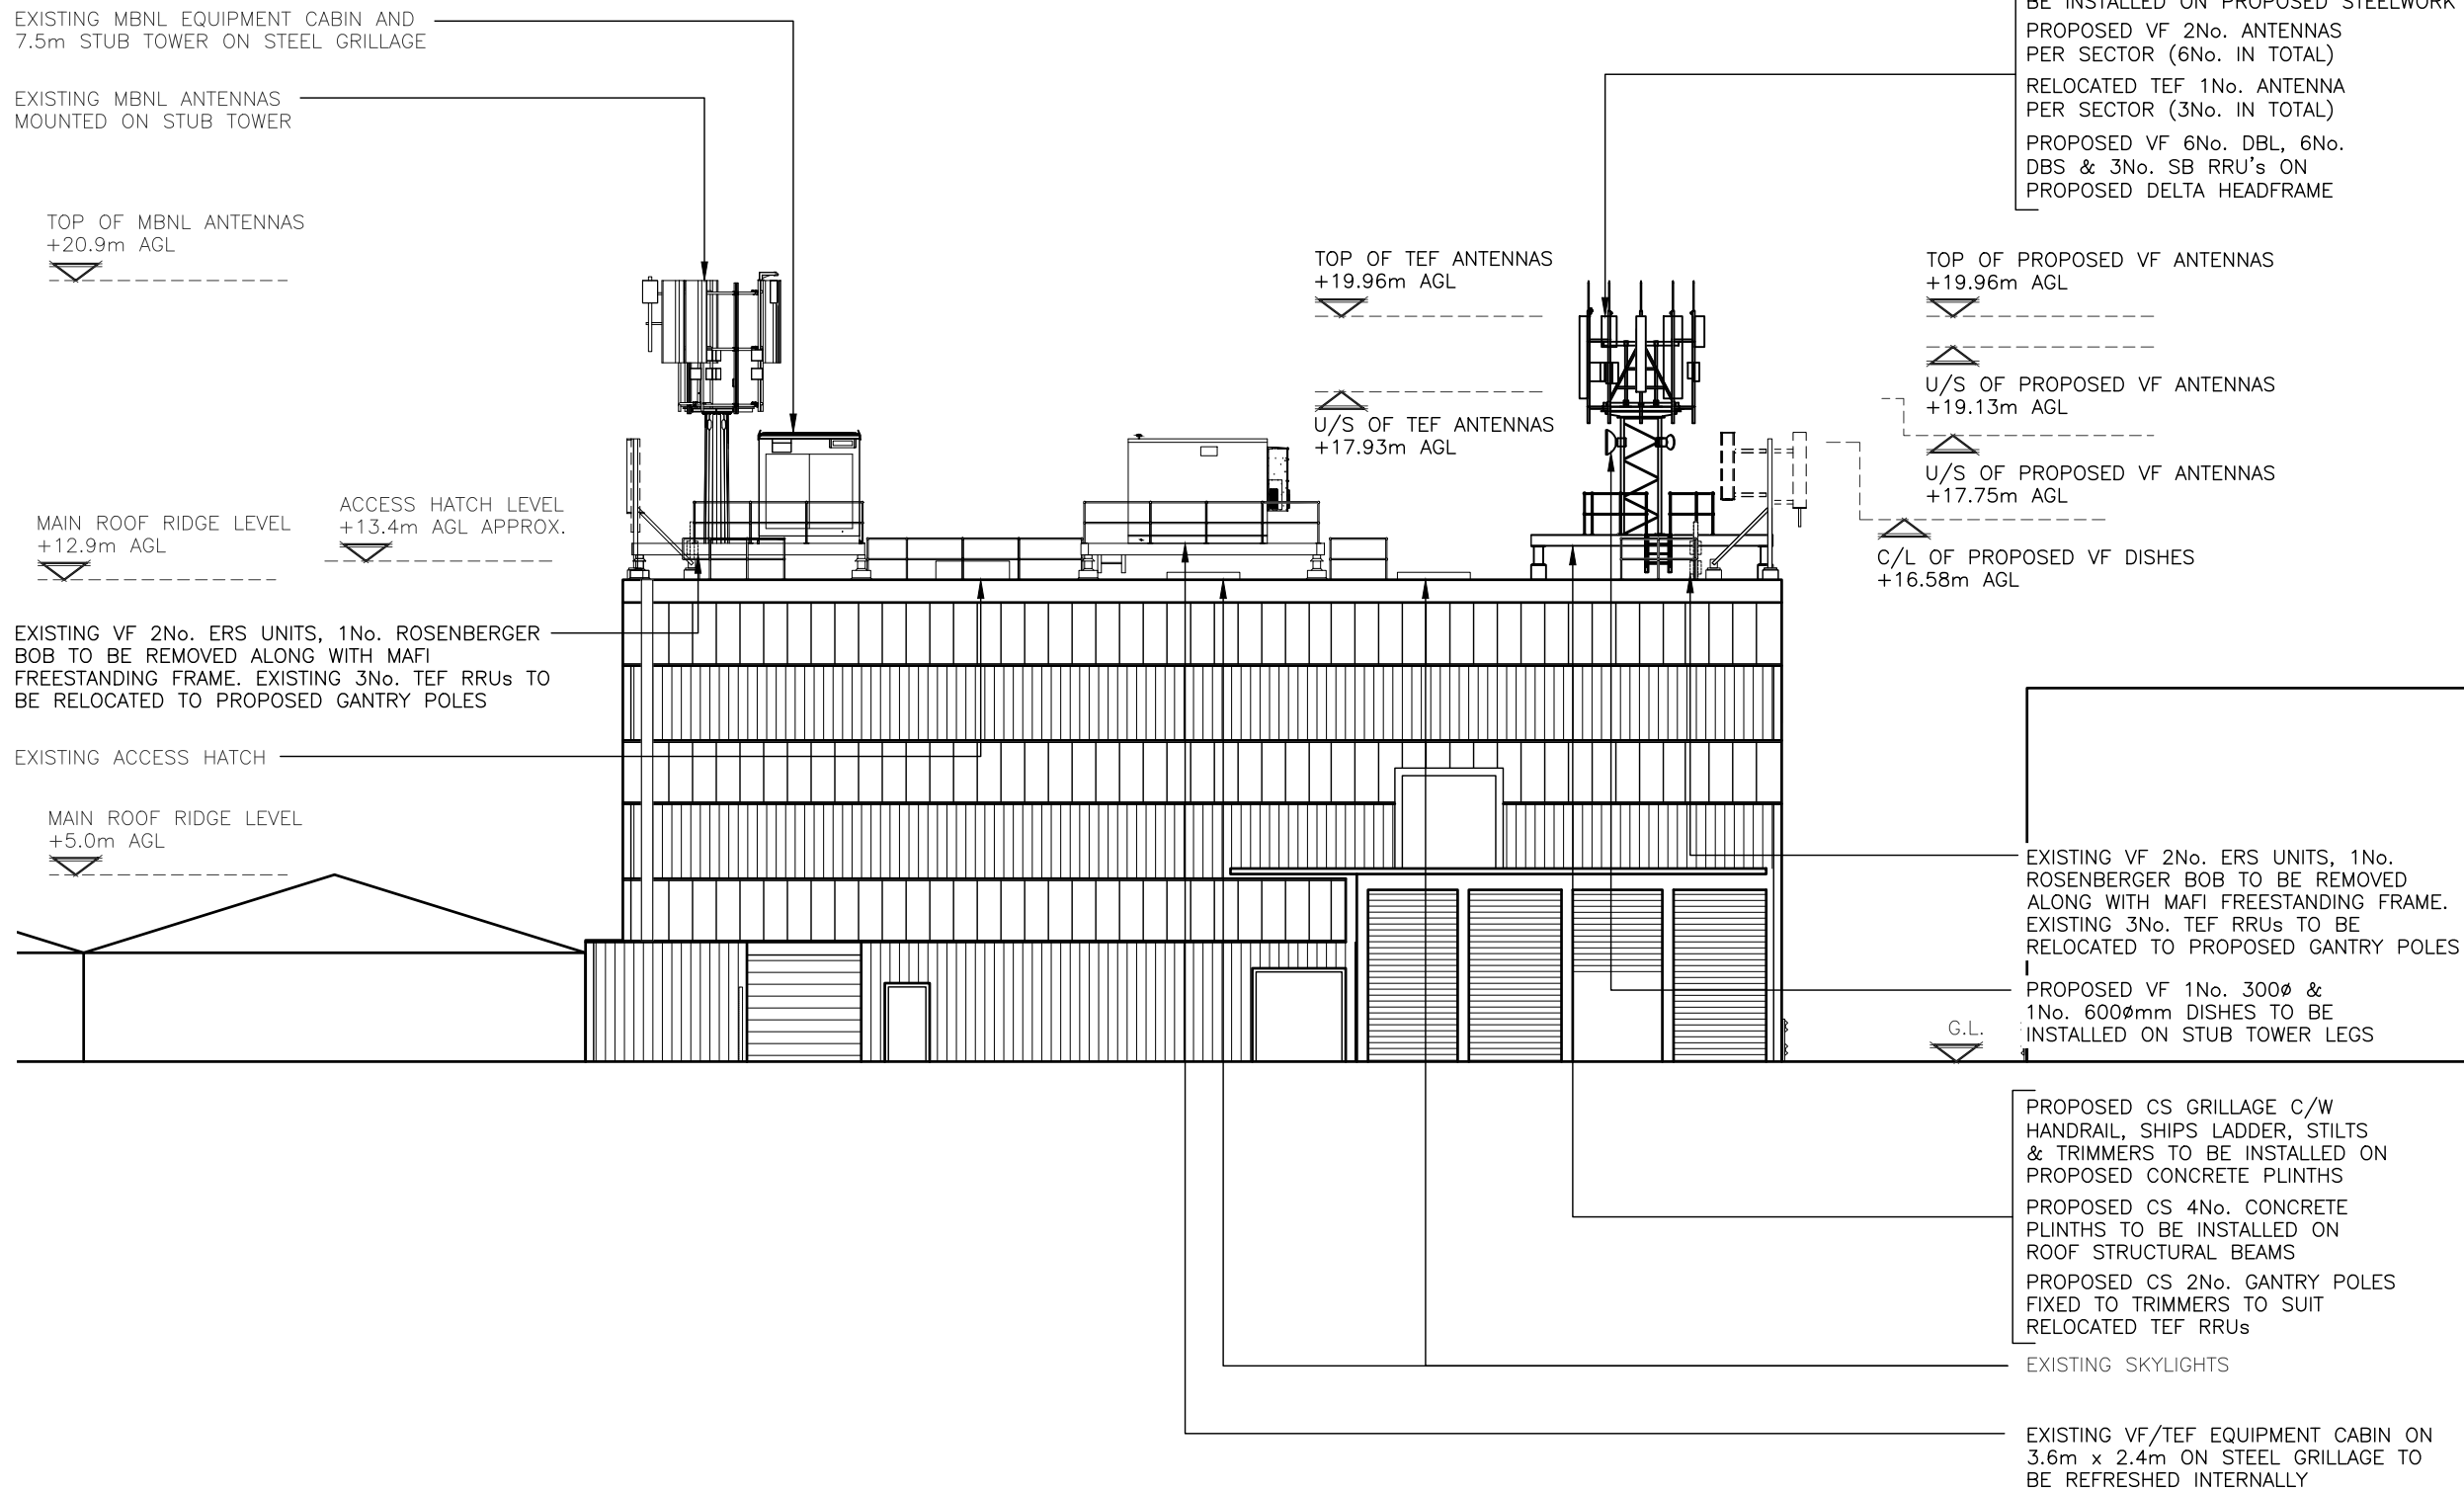 EXISTING MBNL EQUIPMENT CABIN AND
7.5m STUB TOWER ON STEEL GRILLAGE
EXISTING MBNL ANTENNAS
MOUNTED ON STUB TOWER
TOP OF MBNL ANTENNAS
+20.9m AGL
MAIN ROOF RIDGE LEVEL
+12.9m AGL
ACCESS HATCH LEVEL
+13.4m AGL APPROX.
EXISTING VF 2No. ERS UNITS, 1No. ROSENBERGER
BOB TO BE REMOVED ALONG WITH MAFI
FREESTANDING FRAME. EXISTING 3No. TEF RRUs TO
BE RELOCATED TO PROPOSED GANTRY POLES
EXISTING ACCESS HATCH
MAIN ROOF RIDGE LEVEL
+5.0m AGL
TOP OF TEF ANTENNAS
+19.96m AGL
U/S OF TEF ANTENNAS
+17.93m AGL
BE INSTALLED ON PROPOSED STEELWORK
PROPOSED VF 2No. ANTENNAS
PER SECTOR (6No. IN TOTAL)
RELOCATED TEF 1No. ANTENNA
PER SECTOR (3No. IN TOTAL)
PROPOSED VF 6No. DBL, 6No.
DBS & 3No. SB RRU's ON
PROPOSED DELTA HEADFRAME
TOP OF PROPOSED VF ANTENNAS
+19.96m AGL
U/S OF PROPOSED VF ANTENNAS
+19.13m AGL
U/S OF PROPOSED VF ANTENNAS
+17.75m AGL
C/L OF PROPOSED VF DISHES
+16.58m AGL
EXISTING VF 2No. ERS UNITS, 1No.
ROSENBERGER BOB TO BE REMOVED
ALONG WITH MAFI FREESTANDING FRAME.
EXISTING 3No. TEF RRUs TO BE
RELOCATED TO PROPOSED GANTRY POLES
PROPOSED VF 1No. 300ø &
1No. 600ømm DISHES TO BE
INSTALLED ON STUB TOWER LEGS
G.L.
PROPOSED CS GRILLAGE C/W
HANDRAIL, SHIPS LADDER, STILTS
& TRIMMERS TO BE INSTALLED ON
PROPOSED CONCRETE PLINTHS
PROPOSED CS 4No. CONCRETE
PLINTHS TO BE INSTALLED ON
ROOF STRUCTURAL BEAMS
PROPOSED CS 2No. GANTRY POLES
FIXED TO TRIMMERS TO SUIT
RELOCATED TEF RRUs
EXISTING SKYLIGHTS
EXISTING VF/TEF EQUIPMENT CABIN ON
3.6m x 2.4m ON STEEL GRILLAGE TO
BE REFRESHED INTERNALLY